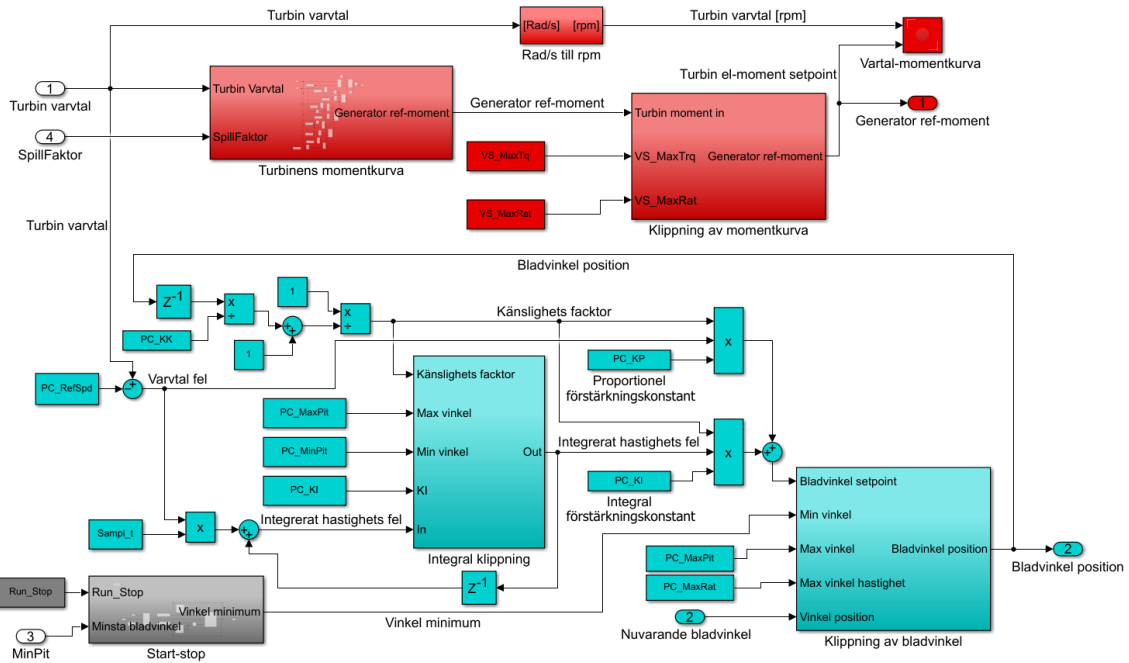 Turbin varvtal
[Rad/s] [rpm]
Rad/s till rpm
Turbin varvtal [rpm]
Vartal-momentkurva
1
Turbin varvtal
4
SpillFaktor
Turbin Varvtal
SpillFaktor
Generator ref-moment
Turbinens momentkurva
Generator ref-moment
VS_MaxTq
VS_MaxRat
Turbin el-moment setpoint
Turbin moment in
VS_MaxTrq
VS_MaxRat
Generator ref-moment
Klippning av momentkurva
1
Generator ref-moment
Turbin varvtal
Bladvinkel position
Z-1
PC_KK
x
÷
1
1
x
÷
Känslighets facktor
PC_RefSpd
Varvtal fel
PC_KP
Proportionel
förstärkningskonstant
x
PC_MaxPit
PC_MinPit
PC_KI
Känslighets facktor
Max vinkel
Min vinkel
KI
In
Out
Integral klippning
Integrerat hastighets fel
PC_KI
Integral
förstärkningskonstant
x
Sampl_t
x
Integrerat hastighets fel
Z-1
Vinkel minimum
Run_Stop
3
MinPit
Run_Stop
Minsta bladvinkel
Vinkel minimum
Start-stop
PC_MaxPit
PC_MaxRat
2
Nuvarande bladvinkel
Bladvinkel setpoint
Min vinkel
Max vinkel
Max vinkel hastighet
Vinkel position
Bladvinkel position
Klippning av bladvinkel
2
Bladvinkel position